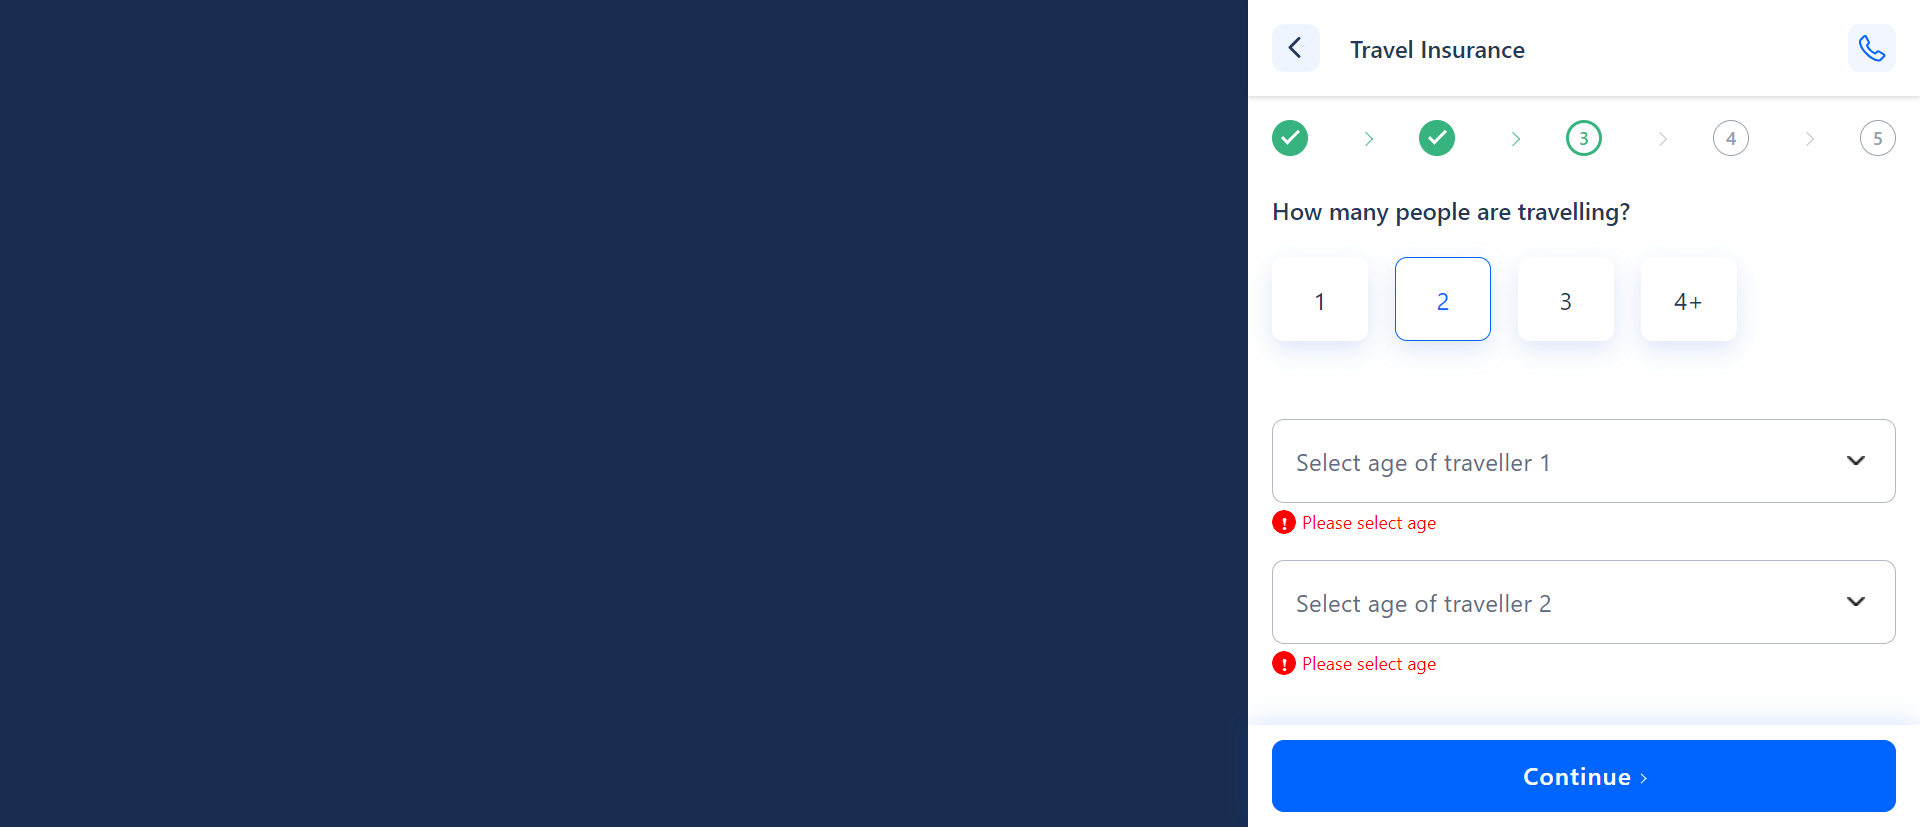 Travel Insurance
3
4
5
How many people are travelling?
1
2
3
4+
Select age of traveller 1
Please select age
Select age of traveller 2
Please select age
Continue